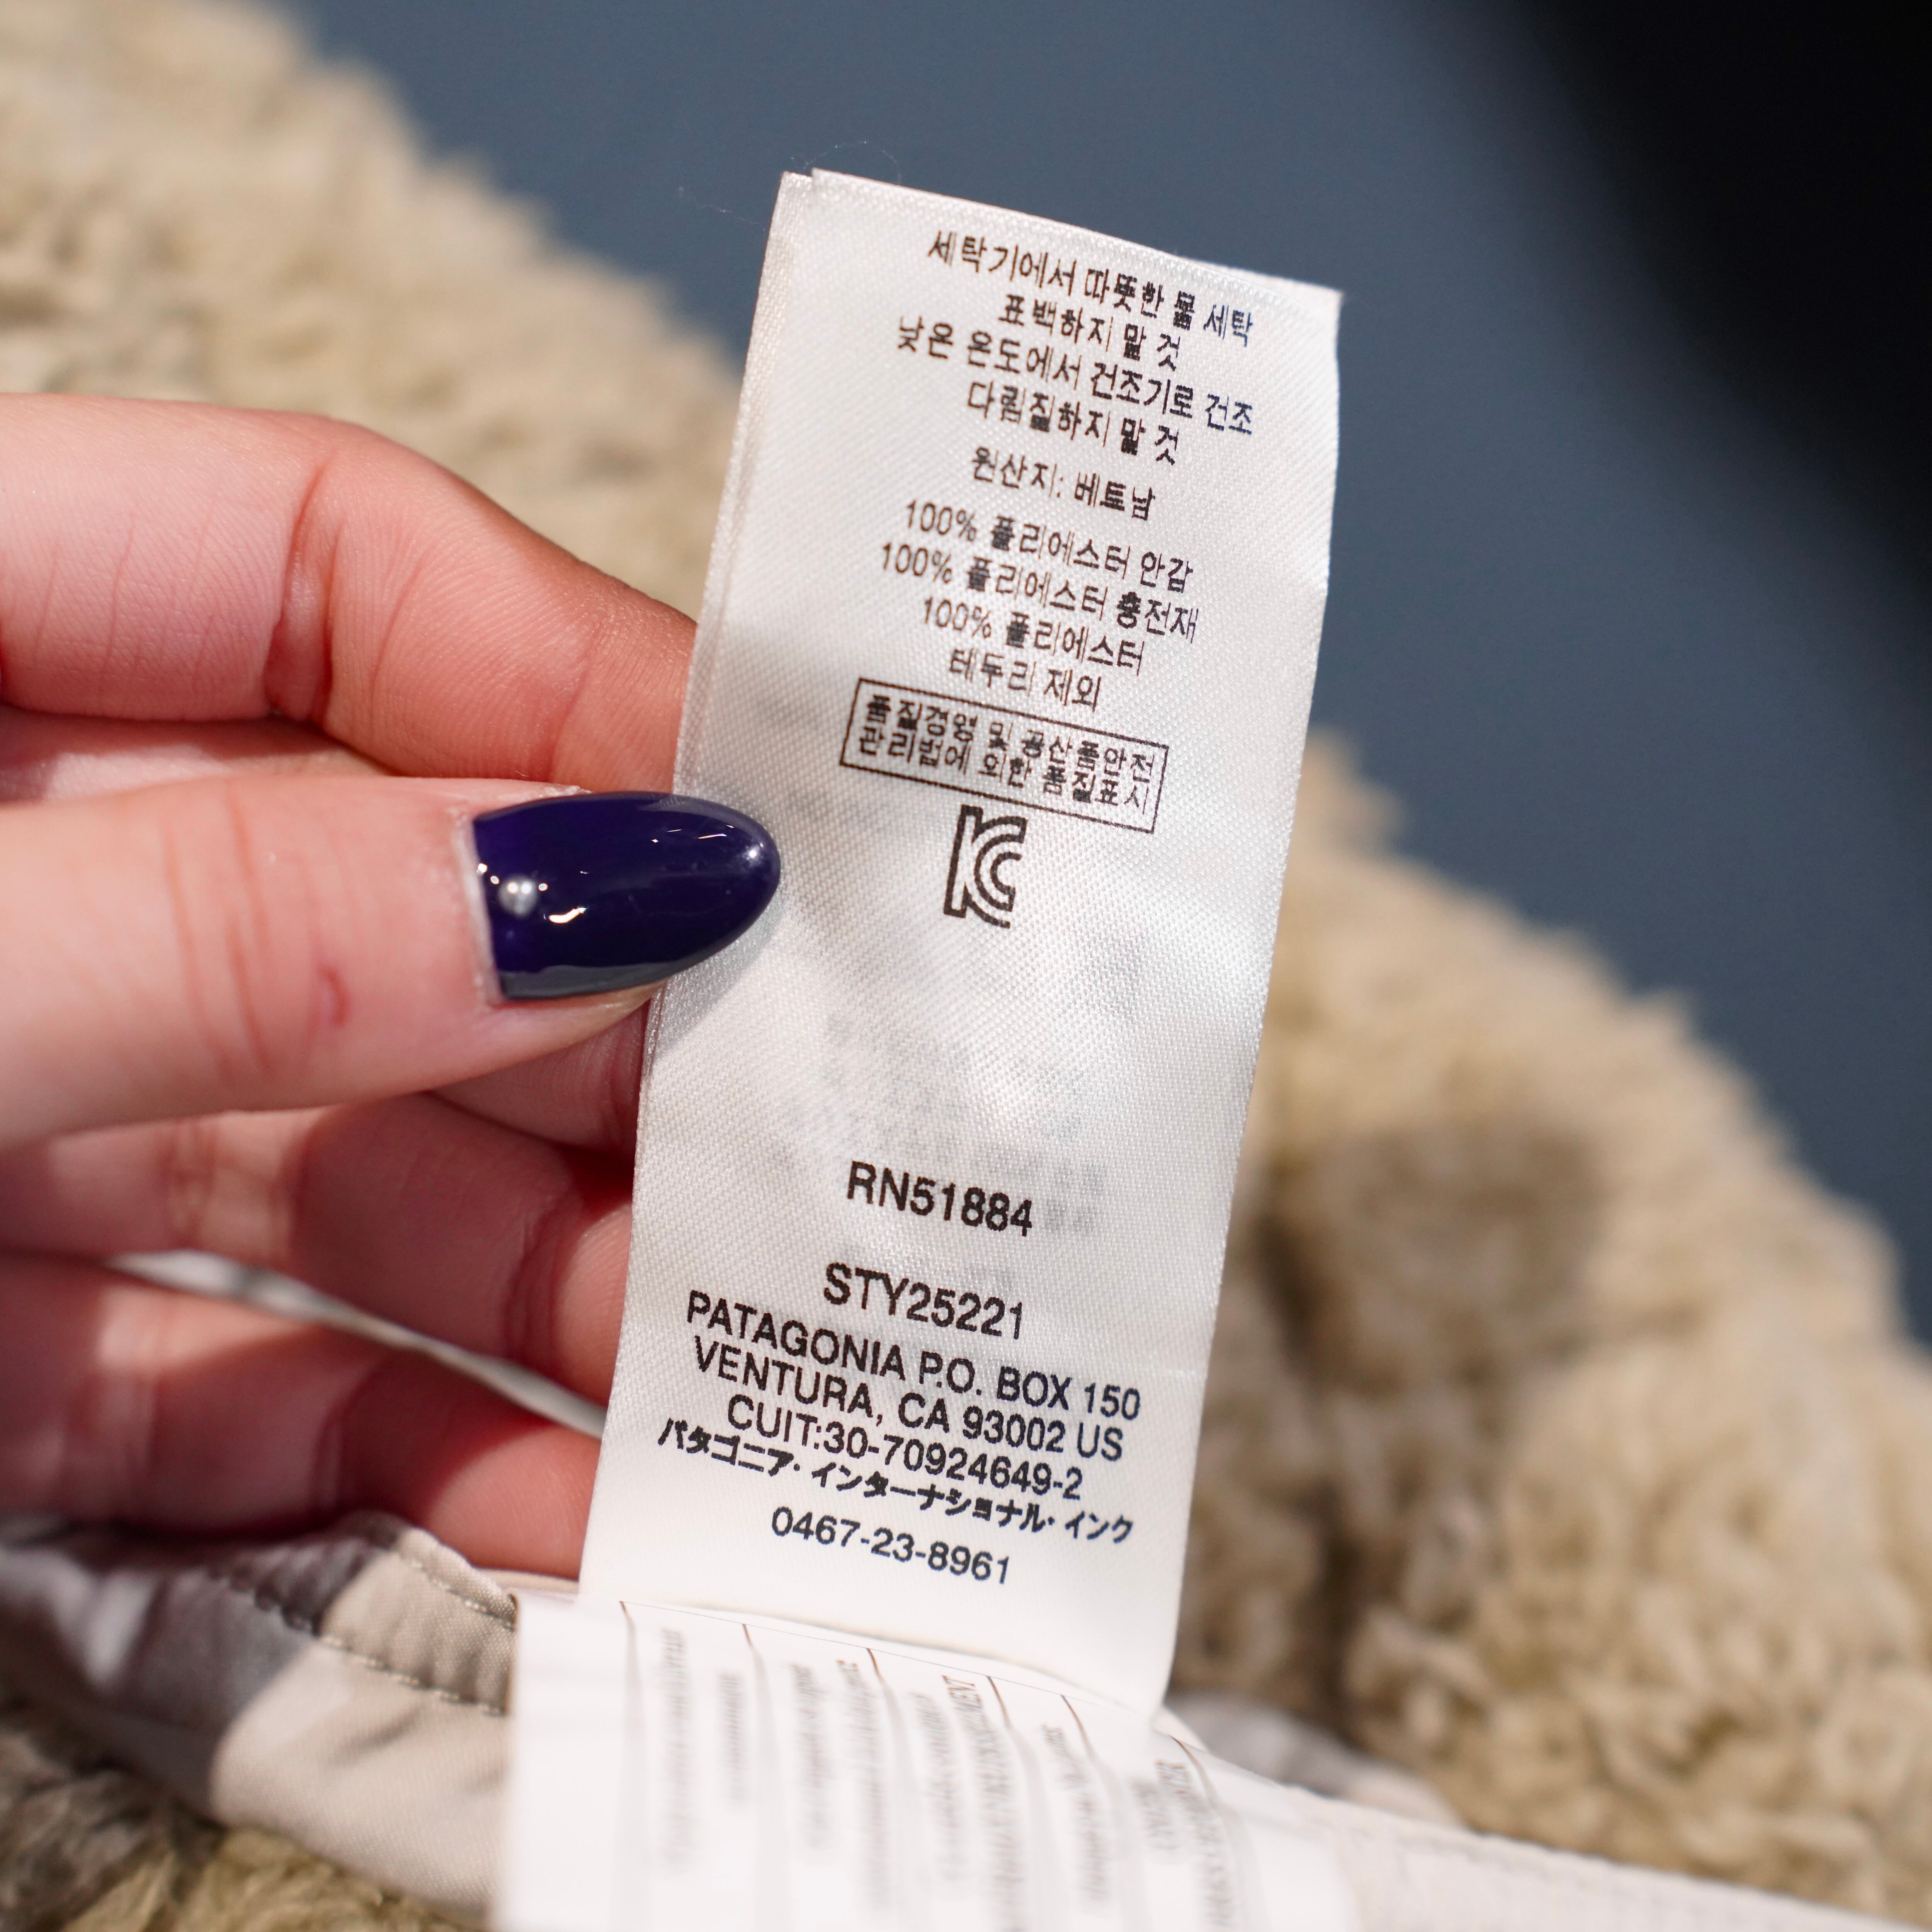 세탁기에서 따뜻한 물 세탁
표백하지 말 것
낮은 온도에서 건조기로 건조
다림질하지 말 것
원산지: 베트남
100% 폴리에스터 안감
100% 폴리에스터 충전재
100% 폴리에스터
테두리 제외
품질경영 및 공산품안전
관리법에 의한 품질표시
RN51884
STY25221
PATAGONIA P.O. BOX 150
VENTURA, CA 93002 US
CUIT:30-70924649-2
パタゴニア・インターナショナル・インク
0467-23-8961